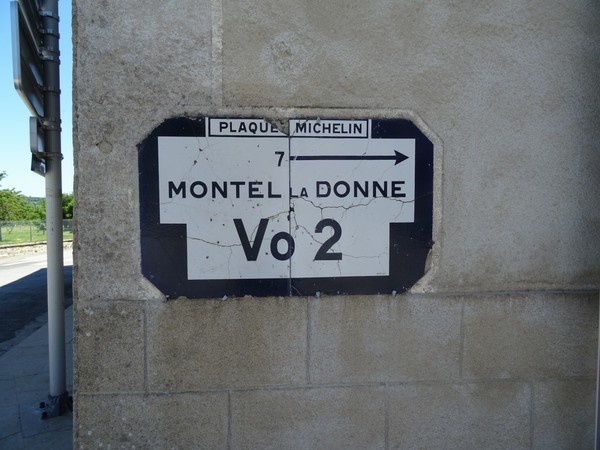 PLAQUE MICHELIN
7
MONTEL LA DONNE
Vo 2